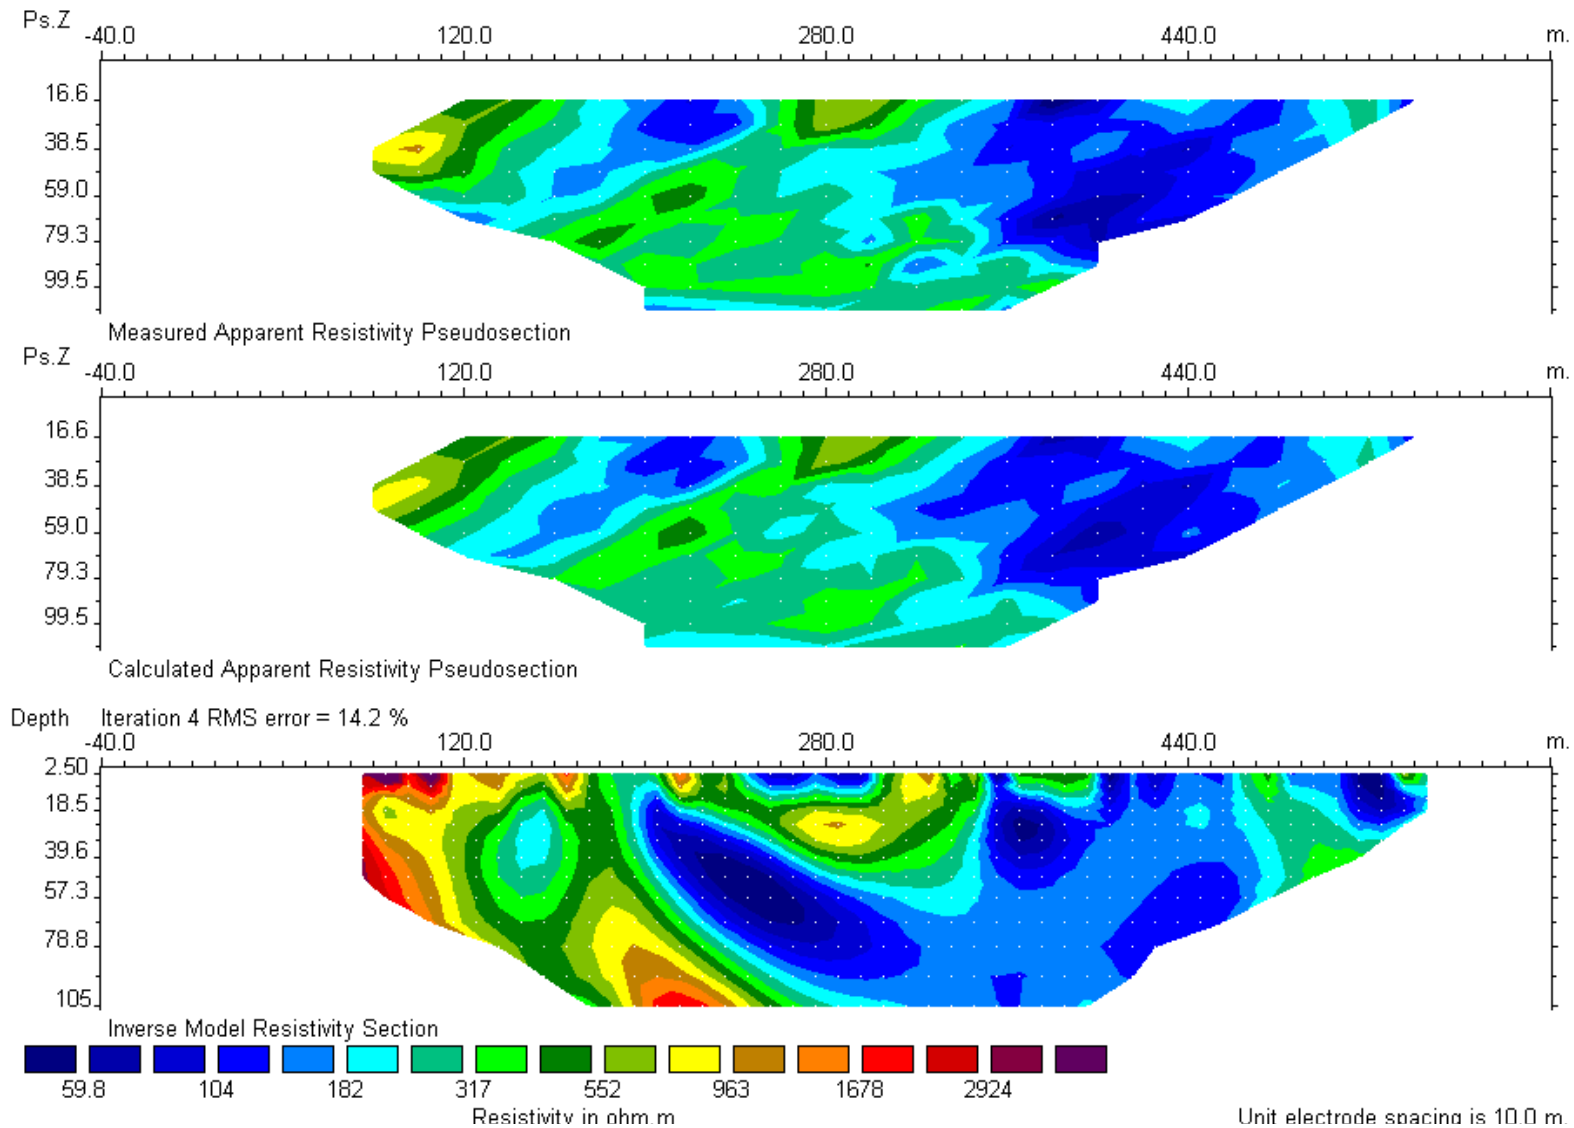 Ps.Z
-40.0 120.0 280.0 440.0 m.
16.6
38.5
59.0
79.3
99.5
Measured Apparent Resistivity Pseudosection
Ps.Z
-40.0 120.0 280.0 440.0 m.
16.6
38.5
59.0
79.3
99.5
Calculated Apparent Resistivity Pseudosection
Depth Iteration 4 RMS error = 14.2 %
-40.0 120.0 280.0 440.0 m.
2.50
18.5
39.6
57.3
78.8
105.
Inverse Model Resistivity Section
59.8 104 182 317 552 963 1678 2924
Resistivity in ohm.m Unit electrode spacing is 10.0 m.